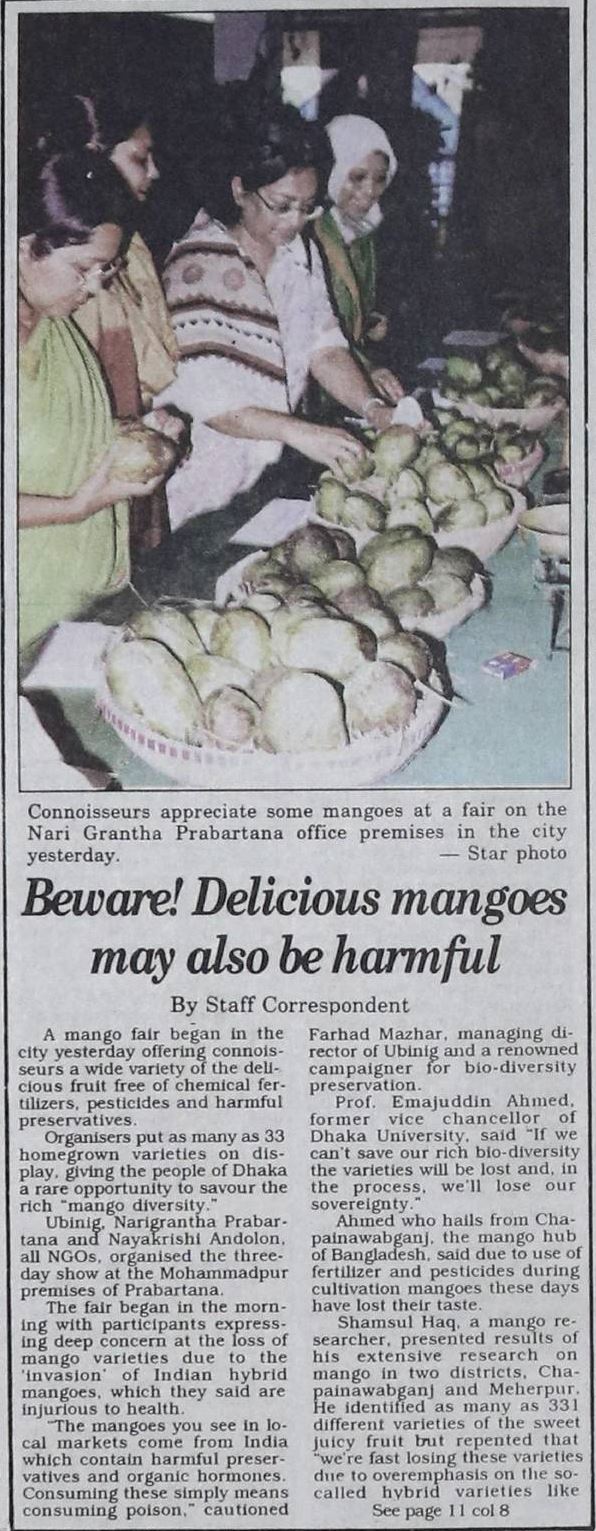 Connoisseurs appreciate some mangoes at a fair on the
Nari Grantha Prabartana office premises in the city
yesterday. — Star photo
Beware! Delicious mangoes
may also be harmful
By Staff Correspondent
A mango fair began in the
city yesterday offering connois-
seurs a wide variety of the deli-
cious fruit free of chemical fer-
tilizers, pesticides and harmful
preservatives.
Organisers put as many as 33
homegrown varieties on dis-
play, giving the people of Dhaka
a rare opportunity to savour the
rich "mango diversity."
Ubinig, Narigrantha Prabar-
tana and Nayakrishi Andolon,
all NGOs, organised the three-
day show at the Mohammadpur
premises of Prabartana.
The fair began in the morn-
ing with participants express-
ing deep concern at the loss of
mango varieties due to the
'invasion' of Indian hybrid
mangoes, which they said are
injurious to health.
"The mangoes you see in lo-
cal markets come from India
which contain harmful preser-
vatives and organic hormones.
Consuming these simply means
consuming poison," cautioned
Farhad Mazhar, managing di-
rector of Ubinig and a renowned
campaigner for bio-diversity
preservation.
Prof. Emajuddin Ahmed,
former vice chancellor of
Dhaka University, said "If we
can't save our rich bio-diversity
the varieties will be lost and, in
the process, we'll lose our
sovereignty."
Ahmed who hails from Cha-
painawabganj, the mango hub
of Bangladesh, said due to use of
fertilizer and pesticides during
cultivation mangoes these days
have lost their taste.
Shamsul Haq, a mango re-
searcher, presented results of
his extensive research on
mango in two districts, Cha-
painawabganj and Meherpur.
He identified as many as 331
different varieties of the sweet
juicy fruit but repented that
"we're fast losing these varieties
due to overemphasis on the so-
called hybrid varieties like
See page 11 col 8